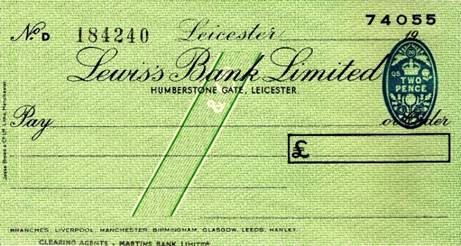 74055
No. D 184240 Leicester 19
Lewis's Bank Limited
HUMBERSTONE GATE, LEICESTER
TWO PENCE
Pay or Order
&
£
BRANCHES, LIVERPOOL, MANCHESTER, BIRMINGHAM, GLASGOW, LEEDS, HANLEY.
CLEARING AGENTS - MARTINS BANK LIMITED